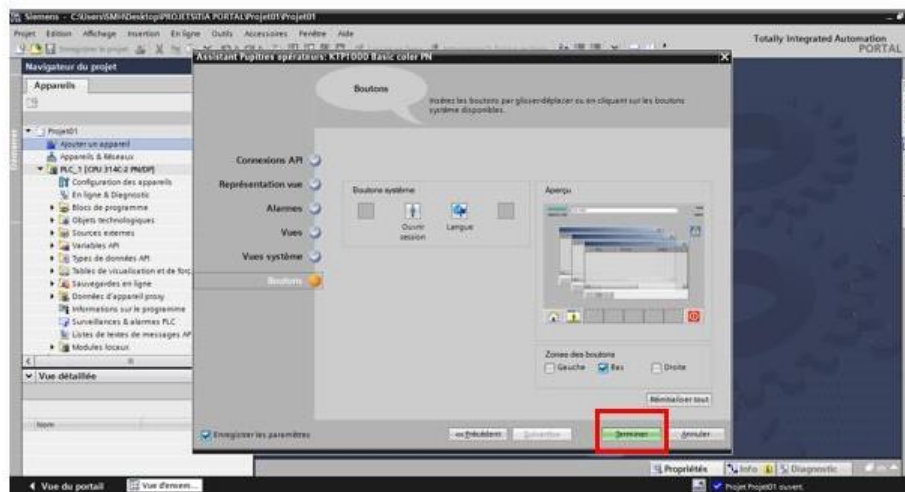 Siemens - C:\Users\SMI-N\Desktop\PROJETS\TIA PORTAL\Projet01\Projet01
Projet Edition Affichage Insertion En ligne Outils Accessoires Fenêtre Aide
Totally Integrated Automation
PORTAL
Enregistrer le projet
Navigateur du projet
Appareils
Projet01
Ajouter un appareil
Appareils & Réseaux
PLC_1 [CPU 314C-2 PN/DP]
Configuration des appareils
En ligne & Diagnostic
Blocs de programme
Objets technologiques
Sources externes
Variables API
Types de données API
Tables de visualisation et de forç
Sauvegardes en ligne
Données d'appareil proxy
Informations sur le programme
Surveillances & alarmes PLC
Listes de textes de messages AP
Modules locaux
Vue détaillée
Nom
Assistant Pupitres opérateurs: KTP1000 Basic color PN
Boutons
Insérez les boutons par glisser-déplacer ou en cliquant sur les boutons
système disponibles.
Connexions API
Représentation vue
Alarmes
Vues
Vues système
Boutons
Boutons système
Ouvrir
session
Langue
Aperçu
Zones des boutons
Gauche Bas Droite
Réinitialiser tout
Enregistrer les paramètres
<< Précédent Suivant>> Terminer Annuler
Propriétés Info Diagnostic
Vue du portail Vue d'ensem...
Projet Projet01 ouvert.